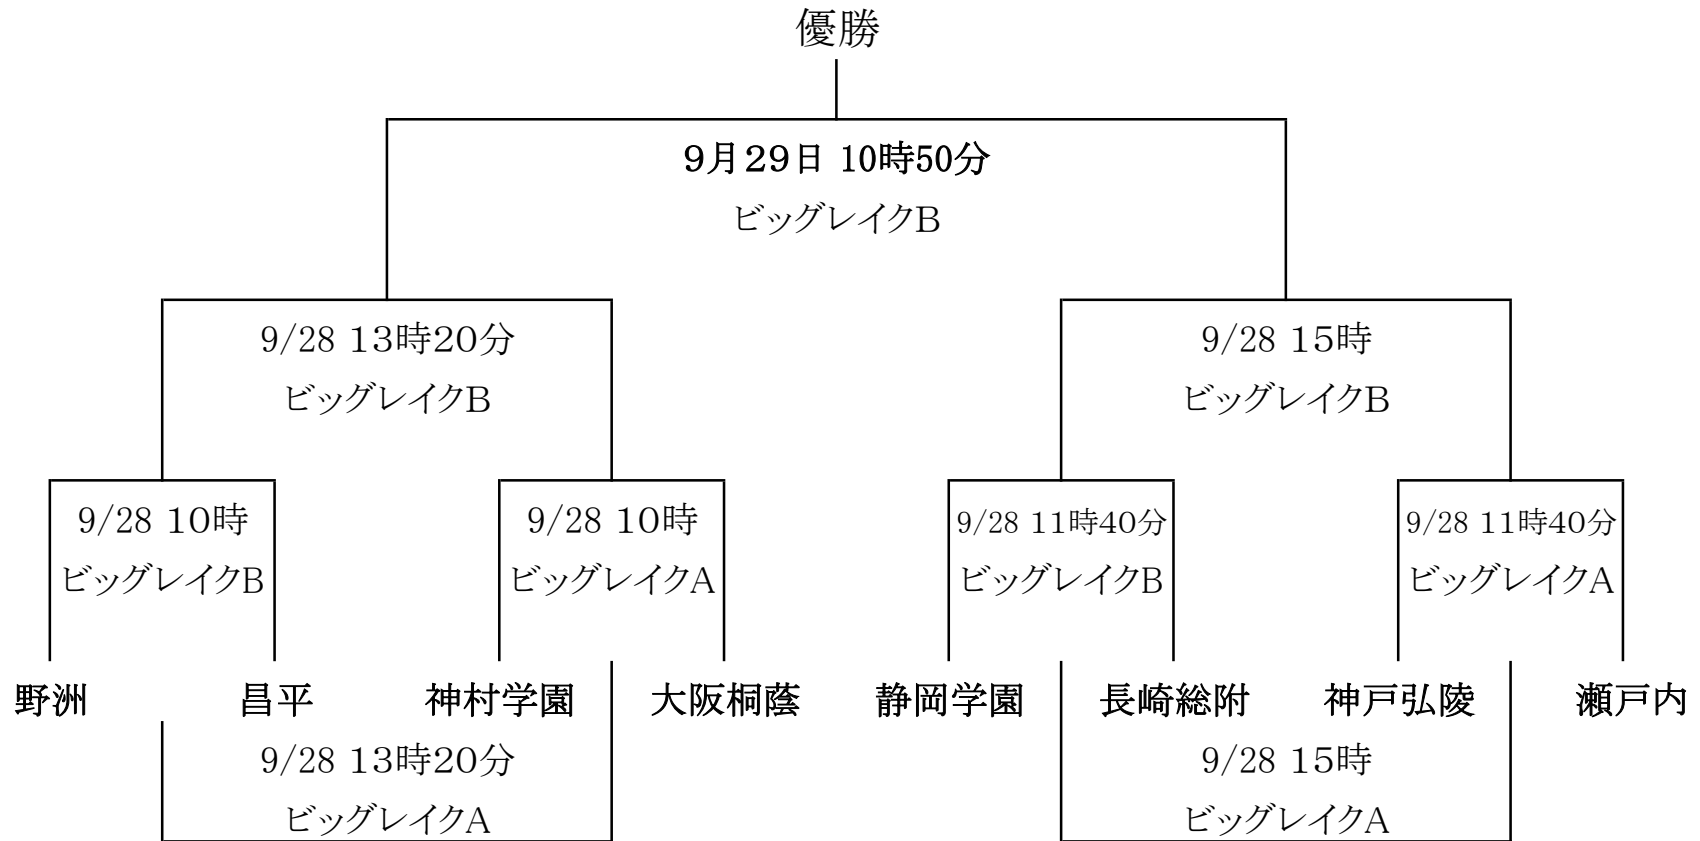 優勝
９月２９日 10時50分
ビッグレイクB
9/28 １３時２０分
ビッグレイクB
9/28 １５時
ビッグレイクB
9/28 １０時
ビッグレイクB
9/28 １０時
ビッグレイクA
9/28 １１時４０分
ビッグレイクB
9/28 １１時４０分
ビッグレイクA
野洲
昌平
神村学園
大阪桐蔭
静岡学園
長崎総附
神戸弘陵
瀬戸内
9/28 １３時２０分
ビッグレイクA
9/28 １５時
ビッグレイクA